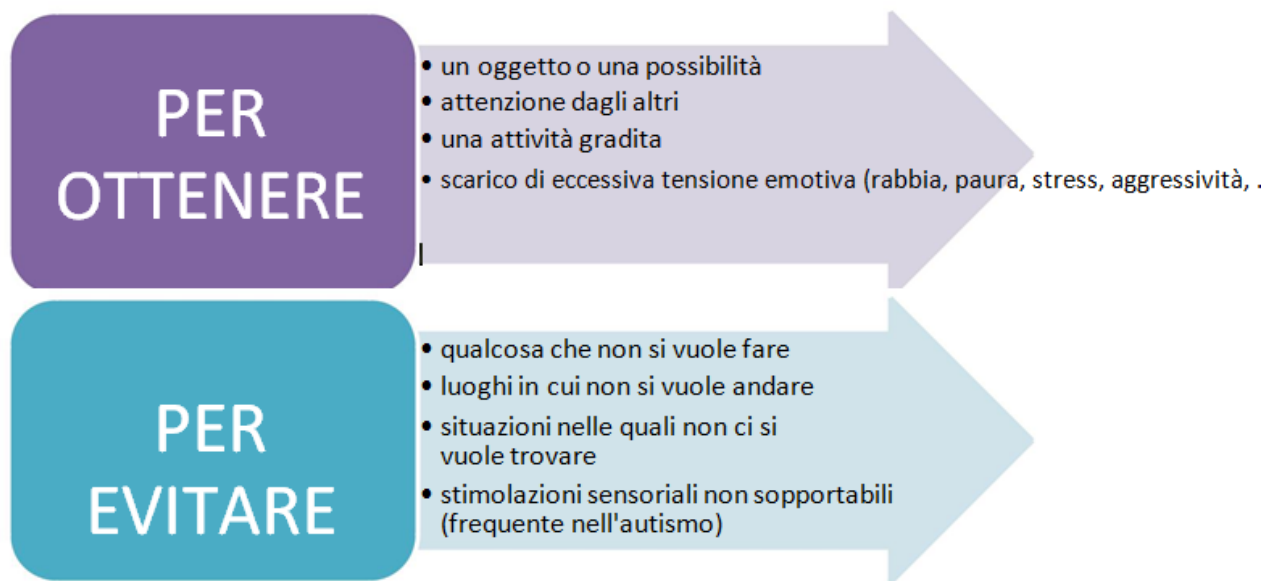 PER
OTTENERE
• un oggetto o una possibilità
• attenzione dagli altri
• una attività gradita
• scarico di eccessiva tensione emotiva (rabbia, paura, stress, aggressività, .
PER
EVITARE
• qualcosa che non si vuole fare
• luoghi in cui non si vuole andare
• situazioni nelle quali non ci si
vuole trovare
• stimolazioni sensoriali non sopportabili
(frequente nell'autismo)